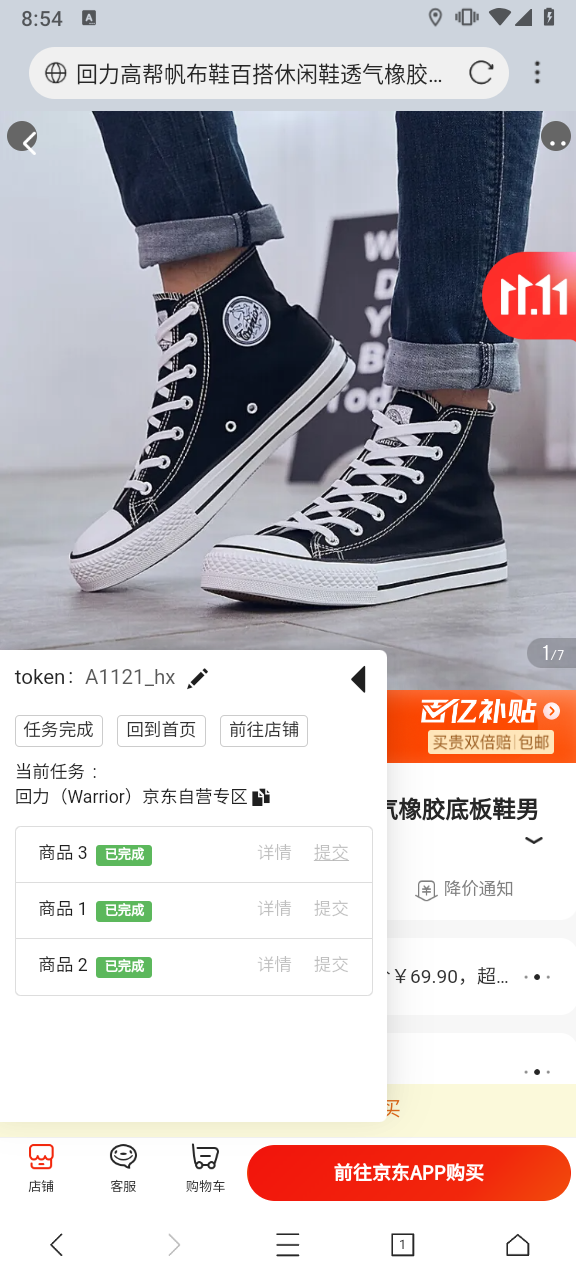 8:54
A
回力高帮帆布鞋百搭休闲鞋透气橡胶...
11.11
1/7
token： A1121_hx
百亿补贴
买贵双倍赔 包邮
任务完成 回到首页 前往店铺
当前任务 :
回力（Warrior）京东自营专区
气橡胶底板鞋男
商品 3 已完成 详情 提交
降价通知
商品 1 已完成 详情 提交
商品 2 已完成 详情 提交
￥69.90，超...
买
店铺 客服 购物车
前往京东APP购买
1